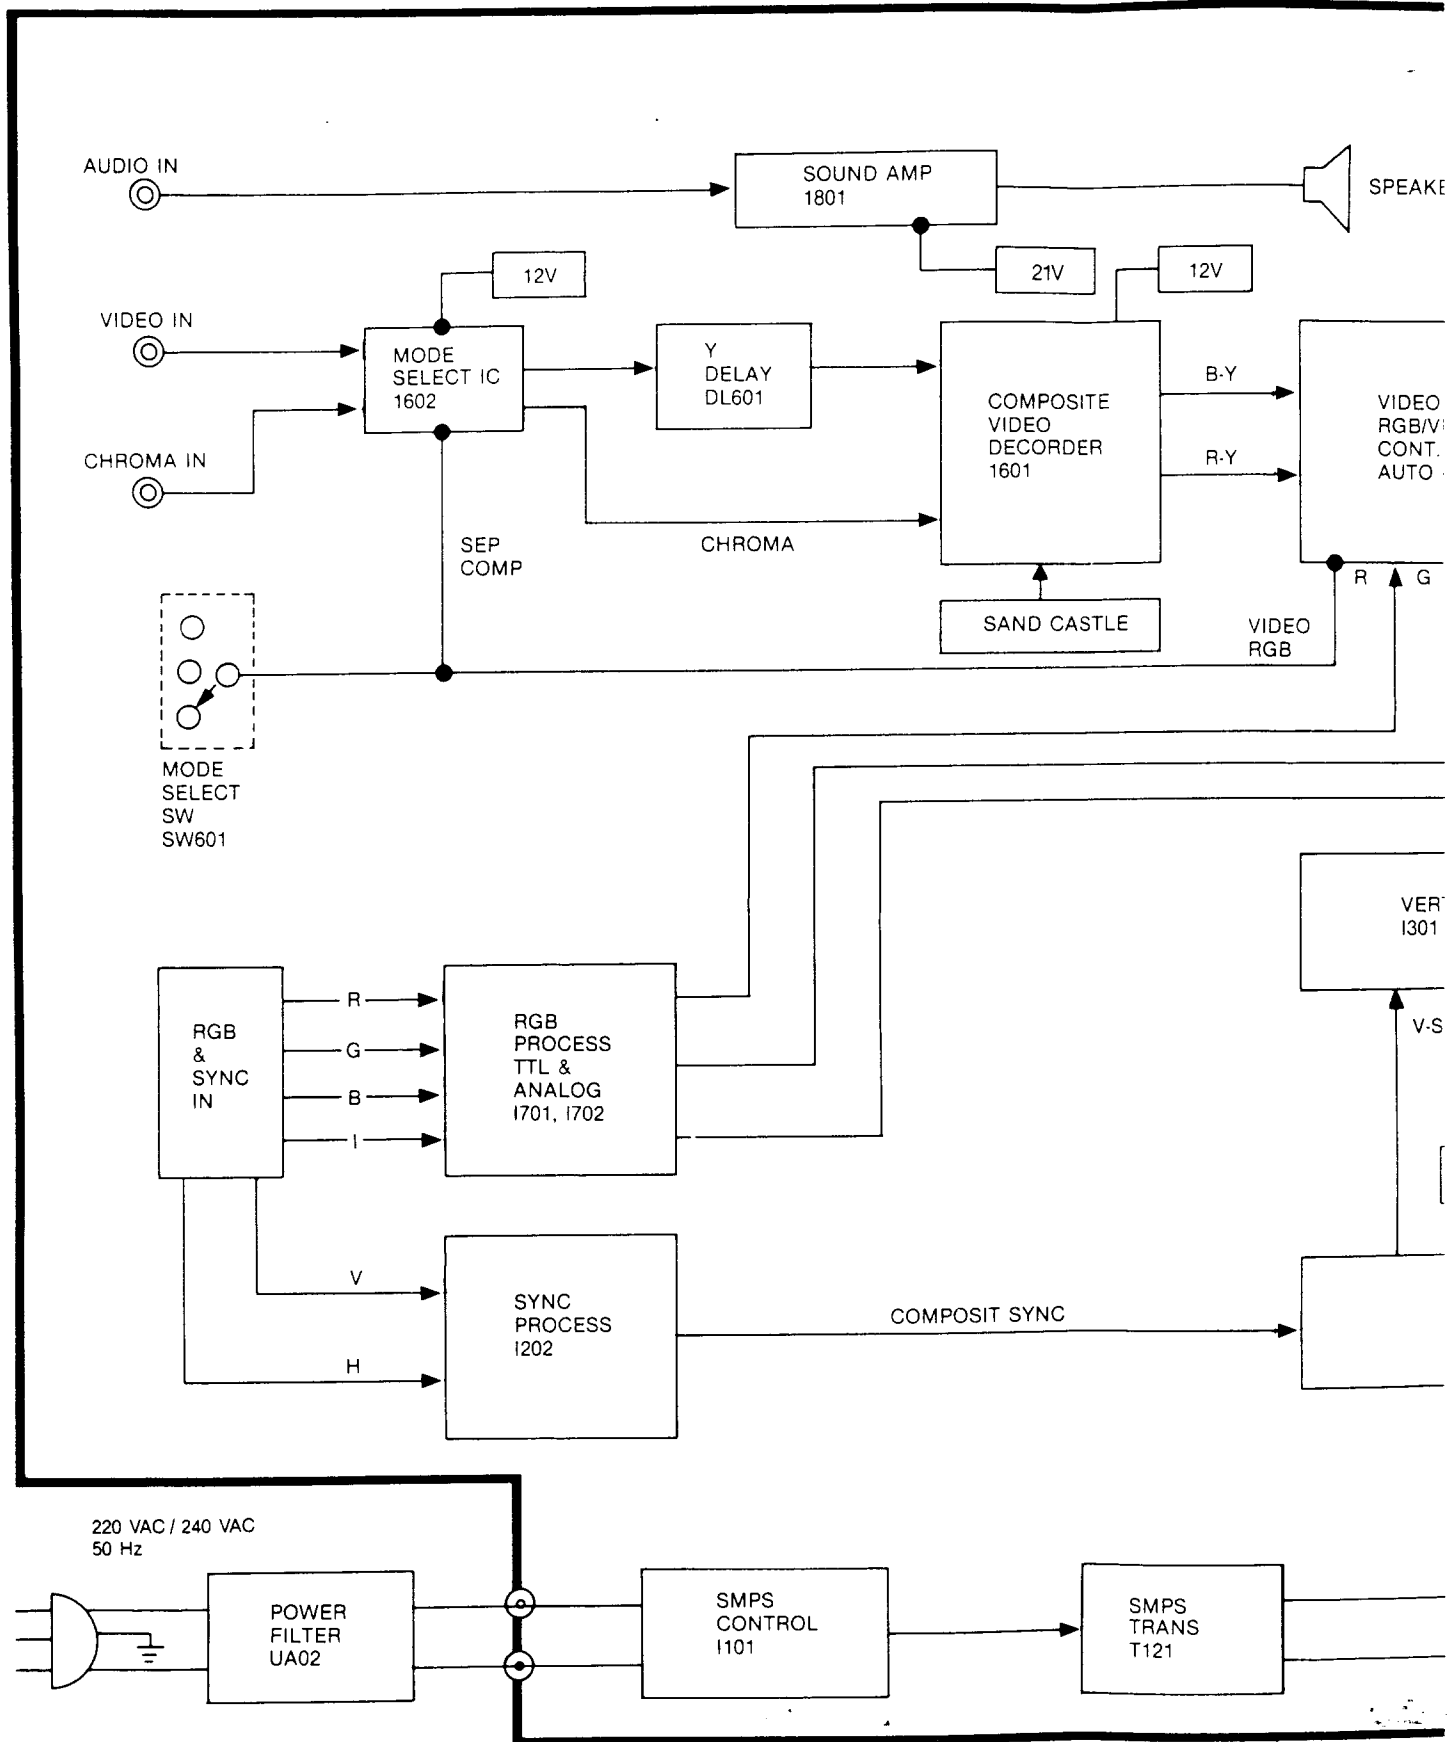 AUDIO IN
SOUND AMP
1801
12V
21V
12V
VIDEO IN
MODE
SELECT IC
1602
Y
DELAY
DL601
COMPOSITE
VIDEO
DECORDER
1601
B-Y
R-Y
VIDEO
CONT.
AUTO
CHROMA IN
SEP
COMP
CHROMA
SAND CASTLE
R
G
VIDEO
RGB
MODE
SELECT
SW
SW601
I301
RGB
&
SYNC
IN
R
G
B
I
RGB
PROCESS
TTL &
ANALOG
I701, I702
V
H
SYNC
PROCESS
I202
COMPOSIT SYNC
220 VAC / 240 VAC
50 Hz
POWER
FILTER
UA02
SMPS
CONTROL
I101
SMPS
TRANS
T121